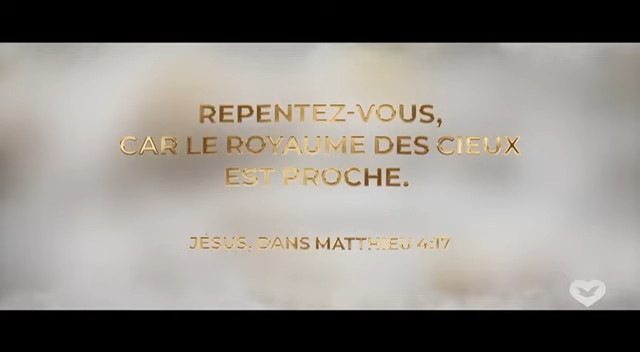 REPENTEZ-VOUS,
CAR LE ROYAUME DES CIEUX
EST PROCHE.
JÉSUS, DANS MATTHIEU 4:17